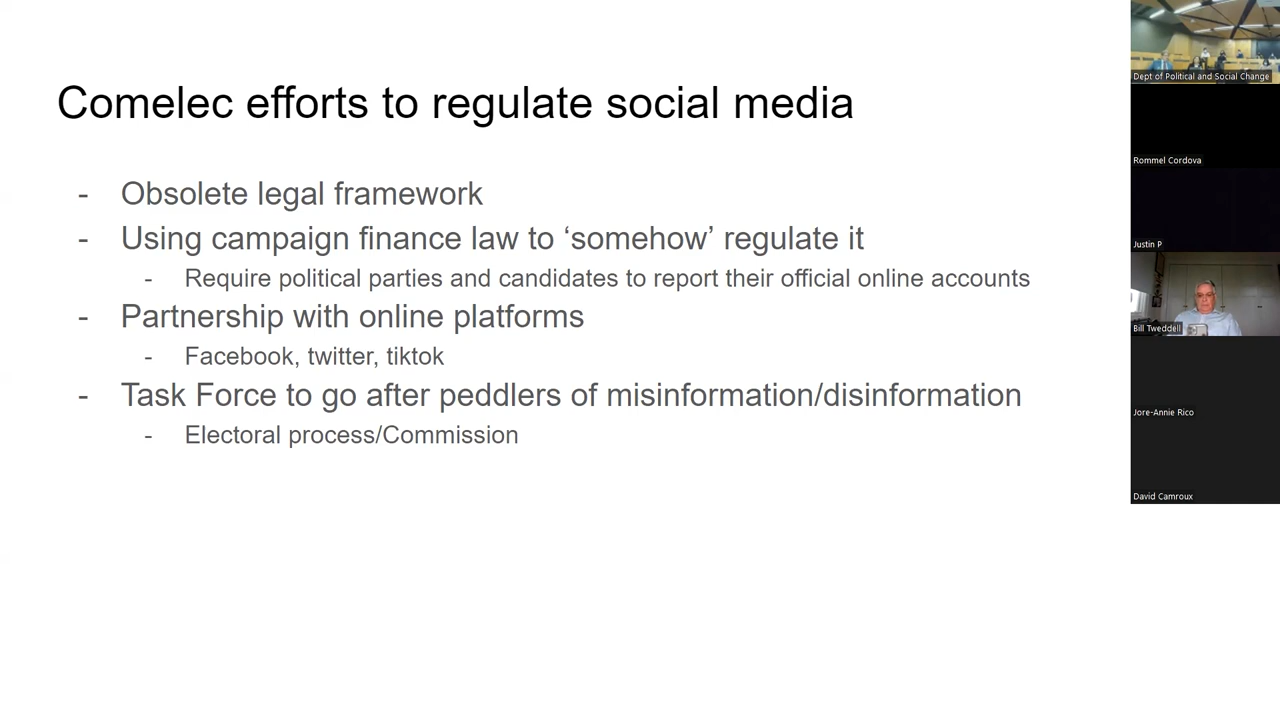 Comelec efforts to regulate social media
- Obsolete legal framework
- Using campaign finance law to ‘somehow’ regulate it
- Require political parties and candidates to report their official online accounts
- Partnership with online platforms
- Facebook, twitter, tiktok
- Task Force to go after peddlers of misinformation/disinformation
- Electoral process/Commission
Dept of Political and Social Change
Rommel Cordova
Justin P
Bill Tweddell
Jore-Annie Rico
David Camroux